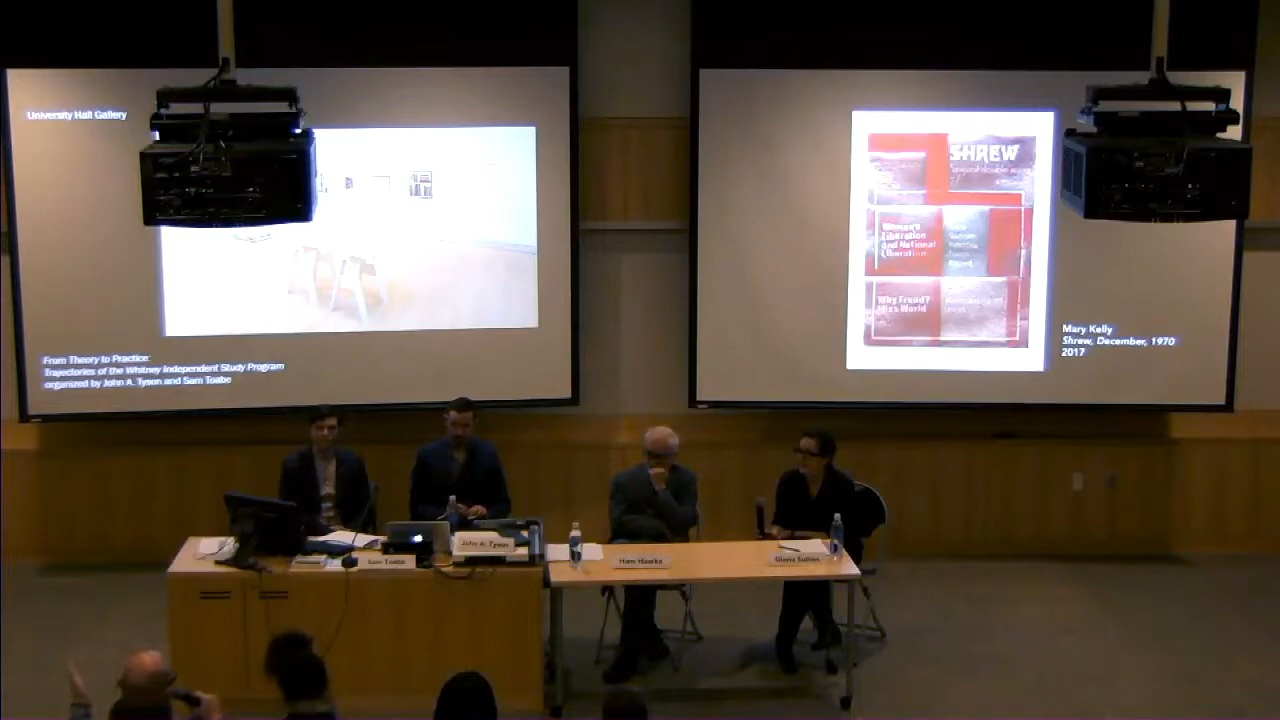 University Hall Gallery
From Theory to Practice:
Trajectories of the Whitney Independent Study Program
organized by John A. Tyson and Sam Toabe
SHREW
Women's
Liberation
and National
Liberation
Why Freud?
Miss World
Mary Kelly
Shrew, December, 1970
2017
Sam Toabe
John A. Tyson
Hans Haacke
Gloria Sutton